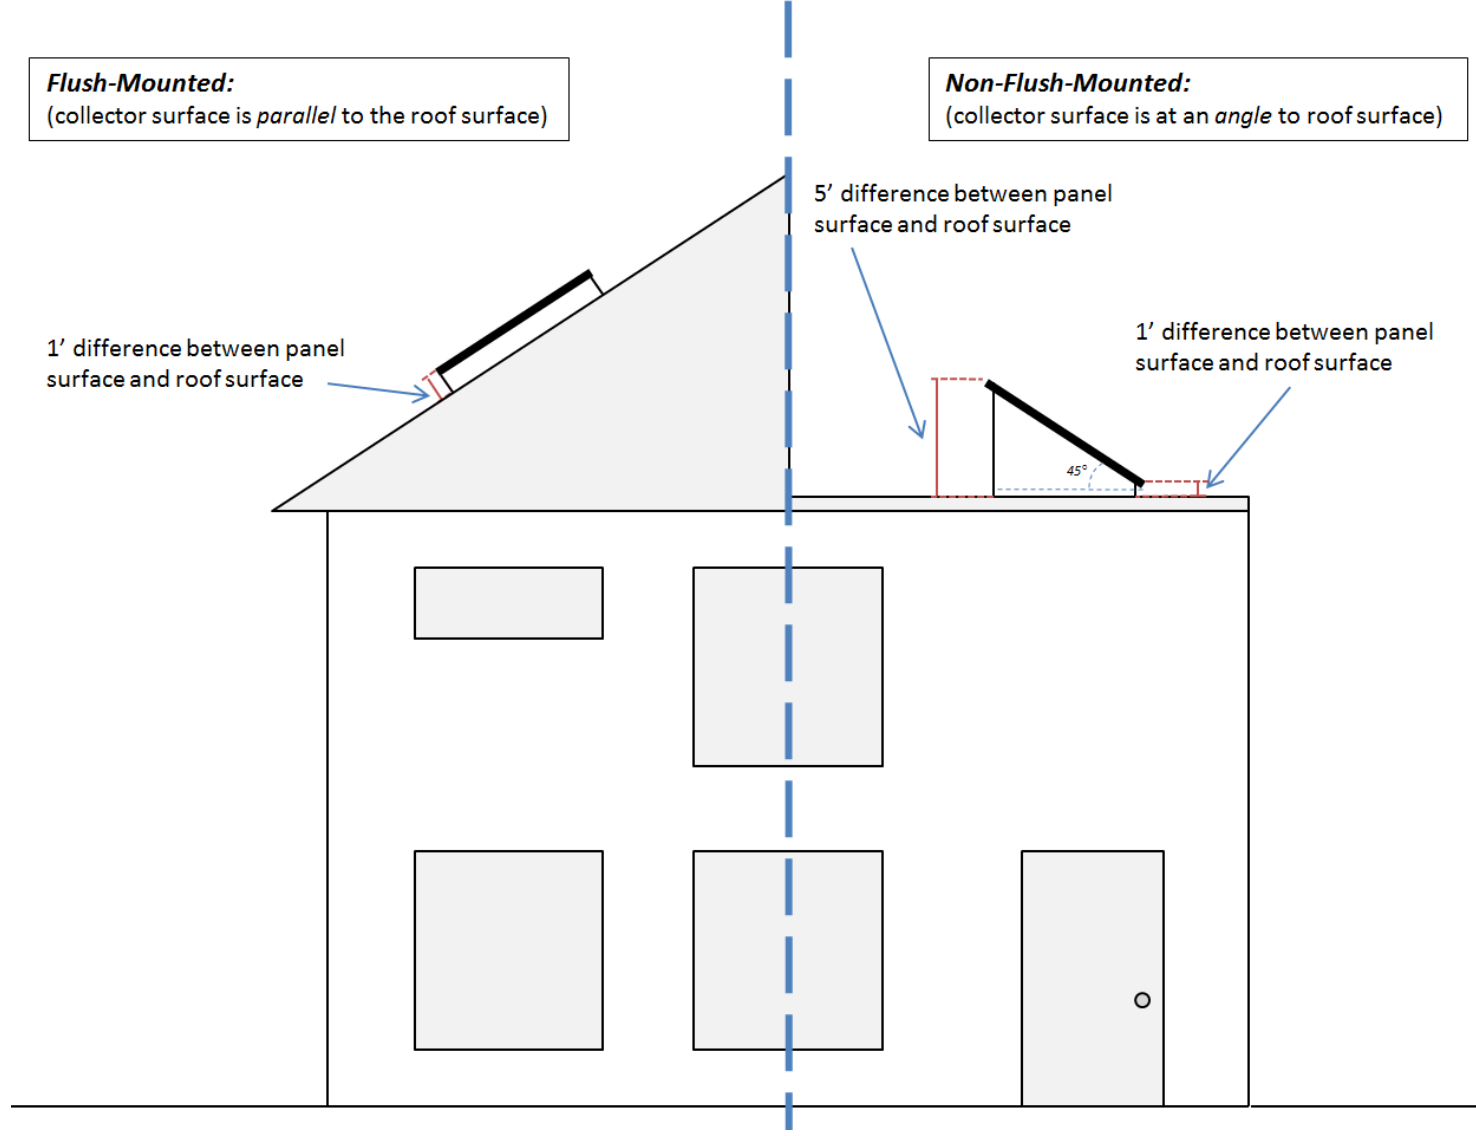 Flush-Mounted:
(collector surface is parallel to the roof surface)
Non-Flush-Mounted:
(collector surface is at an angle to roof surface)
5’ difference between panel
surface and roof surface
1’ difference between panel
surface and roof surface
1’ difference between panel
surface and roof surface
45°